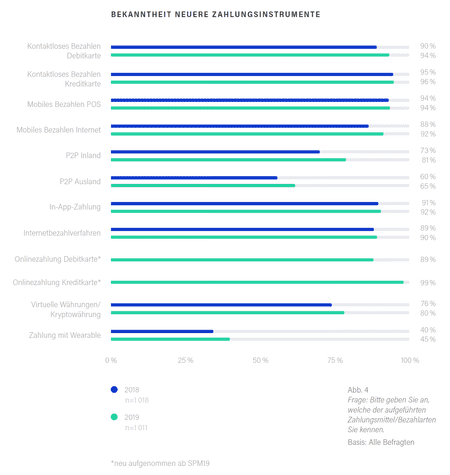 BEKANNTHEIT NEUERE ZAHLUNGSINSTRUMENTE
Kontaktloses Bezahlen
Debitkarte
90 %
94 %
Kontaktloses Bezahlen
Kreditkarte
95 %
96 %
Mobiles Bezahlen POS
94 %
94 %
Mobiles Bezahlen Internet
88 %
92 %
P2P Inland
73 %
81 %
P2P Ausland
60 %
65 %
In-App-Zahlung
91 %
92 %
Internetbezahlverfahren
89 %
90 %
Onlinezahlung Debitkarte*
89 %
Onlinezahlung Kreditkarte*
99 %
Virtuelle Währungen/
Kryptowährung
76 %
80 %
Zahlung mit Wearable
40 %
45 %
0 % 25 % 50 % 75 % 100 %
2018
n=1 018
2019
n=1 011
Abb. 4
Frage: Bitte geben Sie an,
welche der aufgeführten
Zahlungsmittel/Bezahlarten
Sie kennen.
Basis: Alle Befragten
*neu aufgenommen ab SPM19